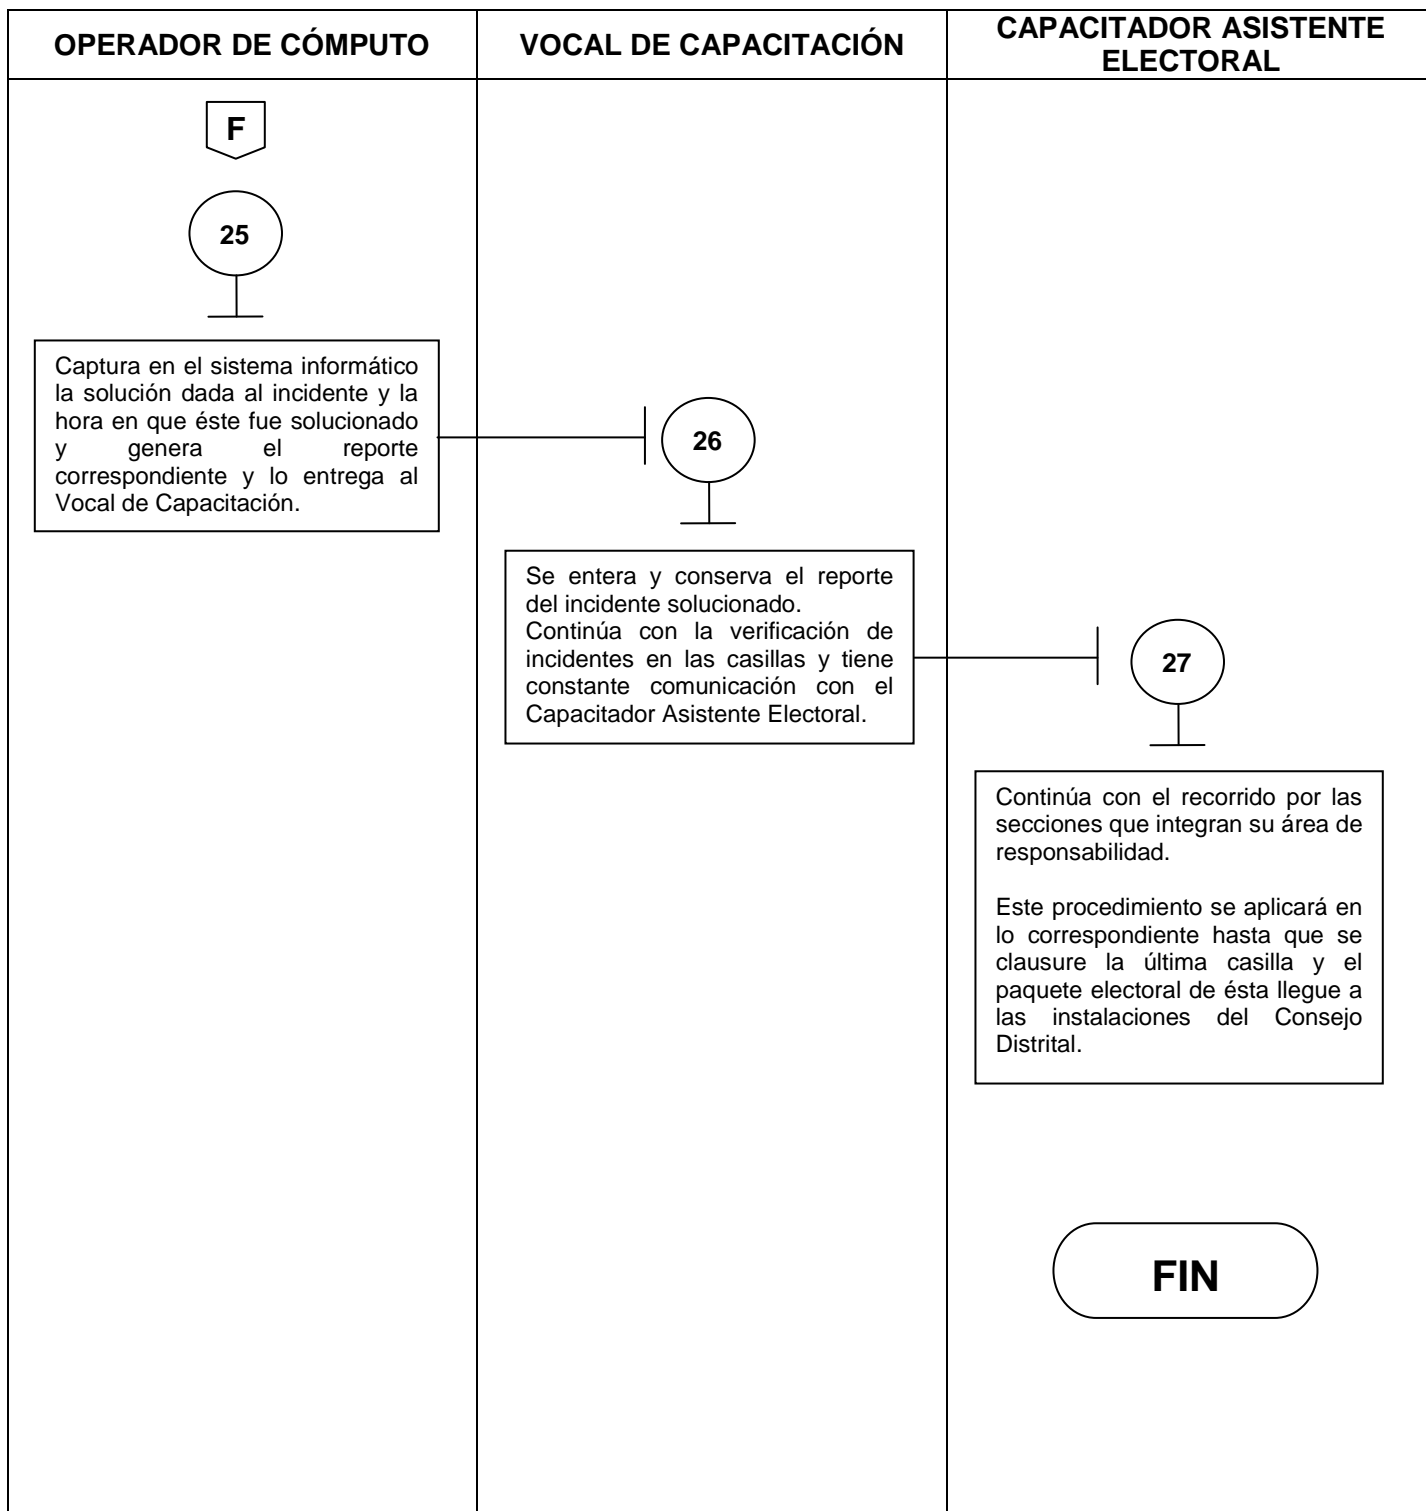 OPERADOR DE CÓMPUTO
VOCAL DE CAPACITACIÓN
CAPACITADOR ASISTENTE
ELECTORAL
F
25
Captura en el sistema informático
la solución dada al incidente y la
hora en que éste fue solucionado
y genera el reporte
correspondiente y lo entrega al
Vocal de Capacitación.
26
Se entera y conserva el reporte
del incidente solucionado.
Continúa con la verificación de
incidentes en las casillas y tiene
constante comunicación con el
Capacitador Asistente Electoral.
27
Continúa con el recorrido por las
secciones que integran su área de
responsabilidad.
Este procedimiento se aplicará en
lo correspondiente hasta que se
clausure la última casilla y el
paquete electoral de ésta llegue a
las instalaciones del Consejo
Distrital.
FIN